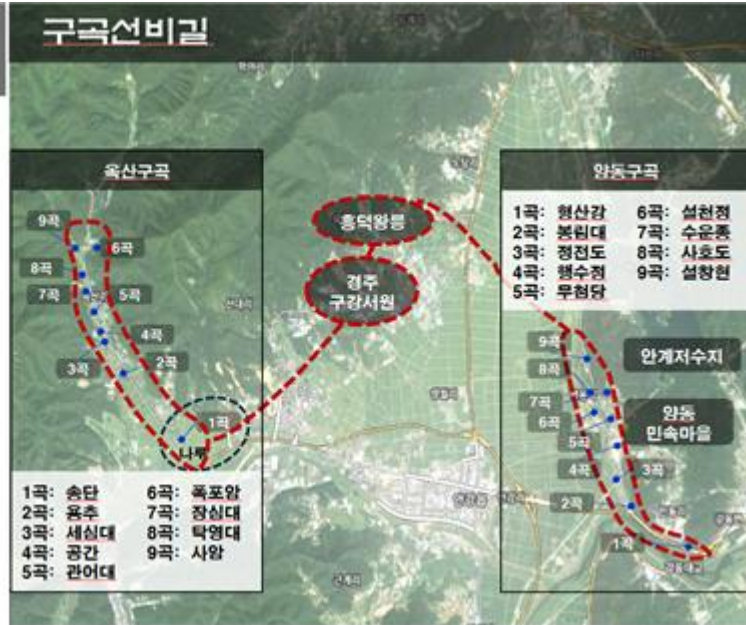 구곡선비길
옥산구곡
9곡
6곡
8곡
7곡
5곡
4곡
3곡
2곡
1곡
나루
1곡: 송단
2곡: 용추
3곡: 세심대
4곡: 공간
5곡: 관어대
6곡: 폭포암
7곡: 장심대
8곡: 탁영대
9곡: 사암
흥덕왕릉
경주
구강서원
양동구곡
1곡: 형산강
2곡: 봉림대
3곡: 정전도
4곡: 행수정
5곡: 무첨당
6곡: 설천정
7곡: 수운종
8곡: 사호도
9곡: 설창현
9곡
8곡
7곡
6곡
5곡
4곡
3곡
2곡
1곡
안계저수지
양동
민속마을
안강읍